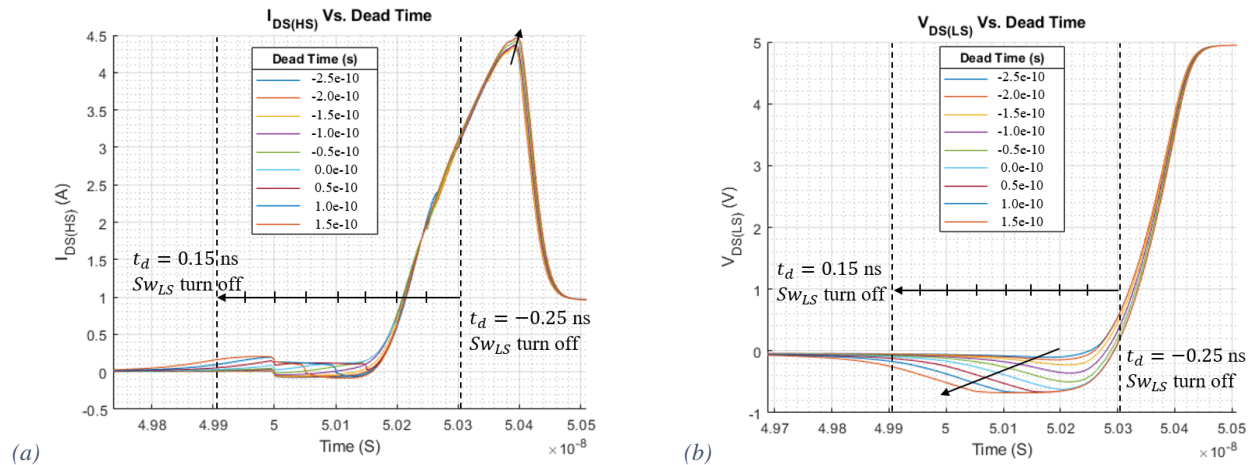 I_DS(HS) Vs. Dead Time
4.5
4
3.5
3
2.5
2
1.5
1
0.5
0
-0.5
I_DS(HS) (A)
Dead Time (s)
-2.5e-10
-2.0e-10
-1.5e-10
-1.0e-10
-0.5e-10
0.0e-10
0.5e-10
1.0e-10
1.5e-10
t_d = 0.15 ns
Sw_LS turn off
t_d = −0.25 ns
Sw_LS turn off
4.98 4.99 5 5.01 5.02 5.03 5.04 5.05
Time (S)
×10⁻⁸
(a)
V_DS(LS) Vs. Dead Time
5
4
3
2
1
0
-1
V_DS(LS) (V)
Dead Time (s)
-2.5e-10
-2.0e-10
-1.5e-10
-1.0e-10
-0.5e-10
0.0e-10
0.5e-10
1.0e-10
1.5e-10
t_d = 0.15 ns
Sw_LS turn off
t_d = −0.25 ns
Sw_LS turn off
4.97 4.98 4.99 5 5.01 5.02 5.03 5.04 5.05
Time (S)
×10⁻⁸
(b)